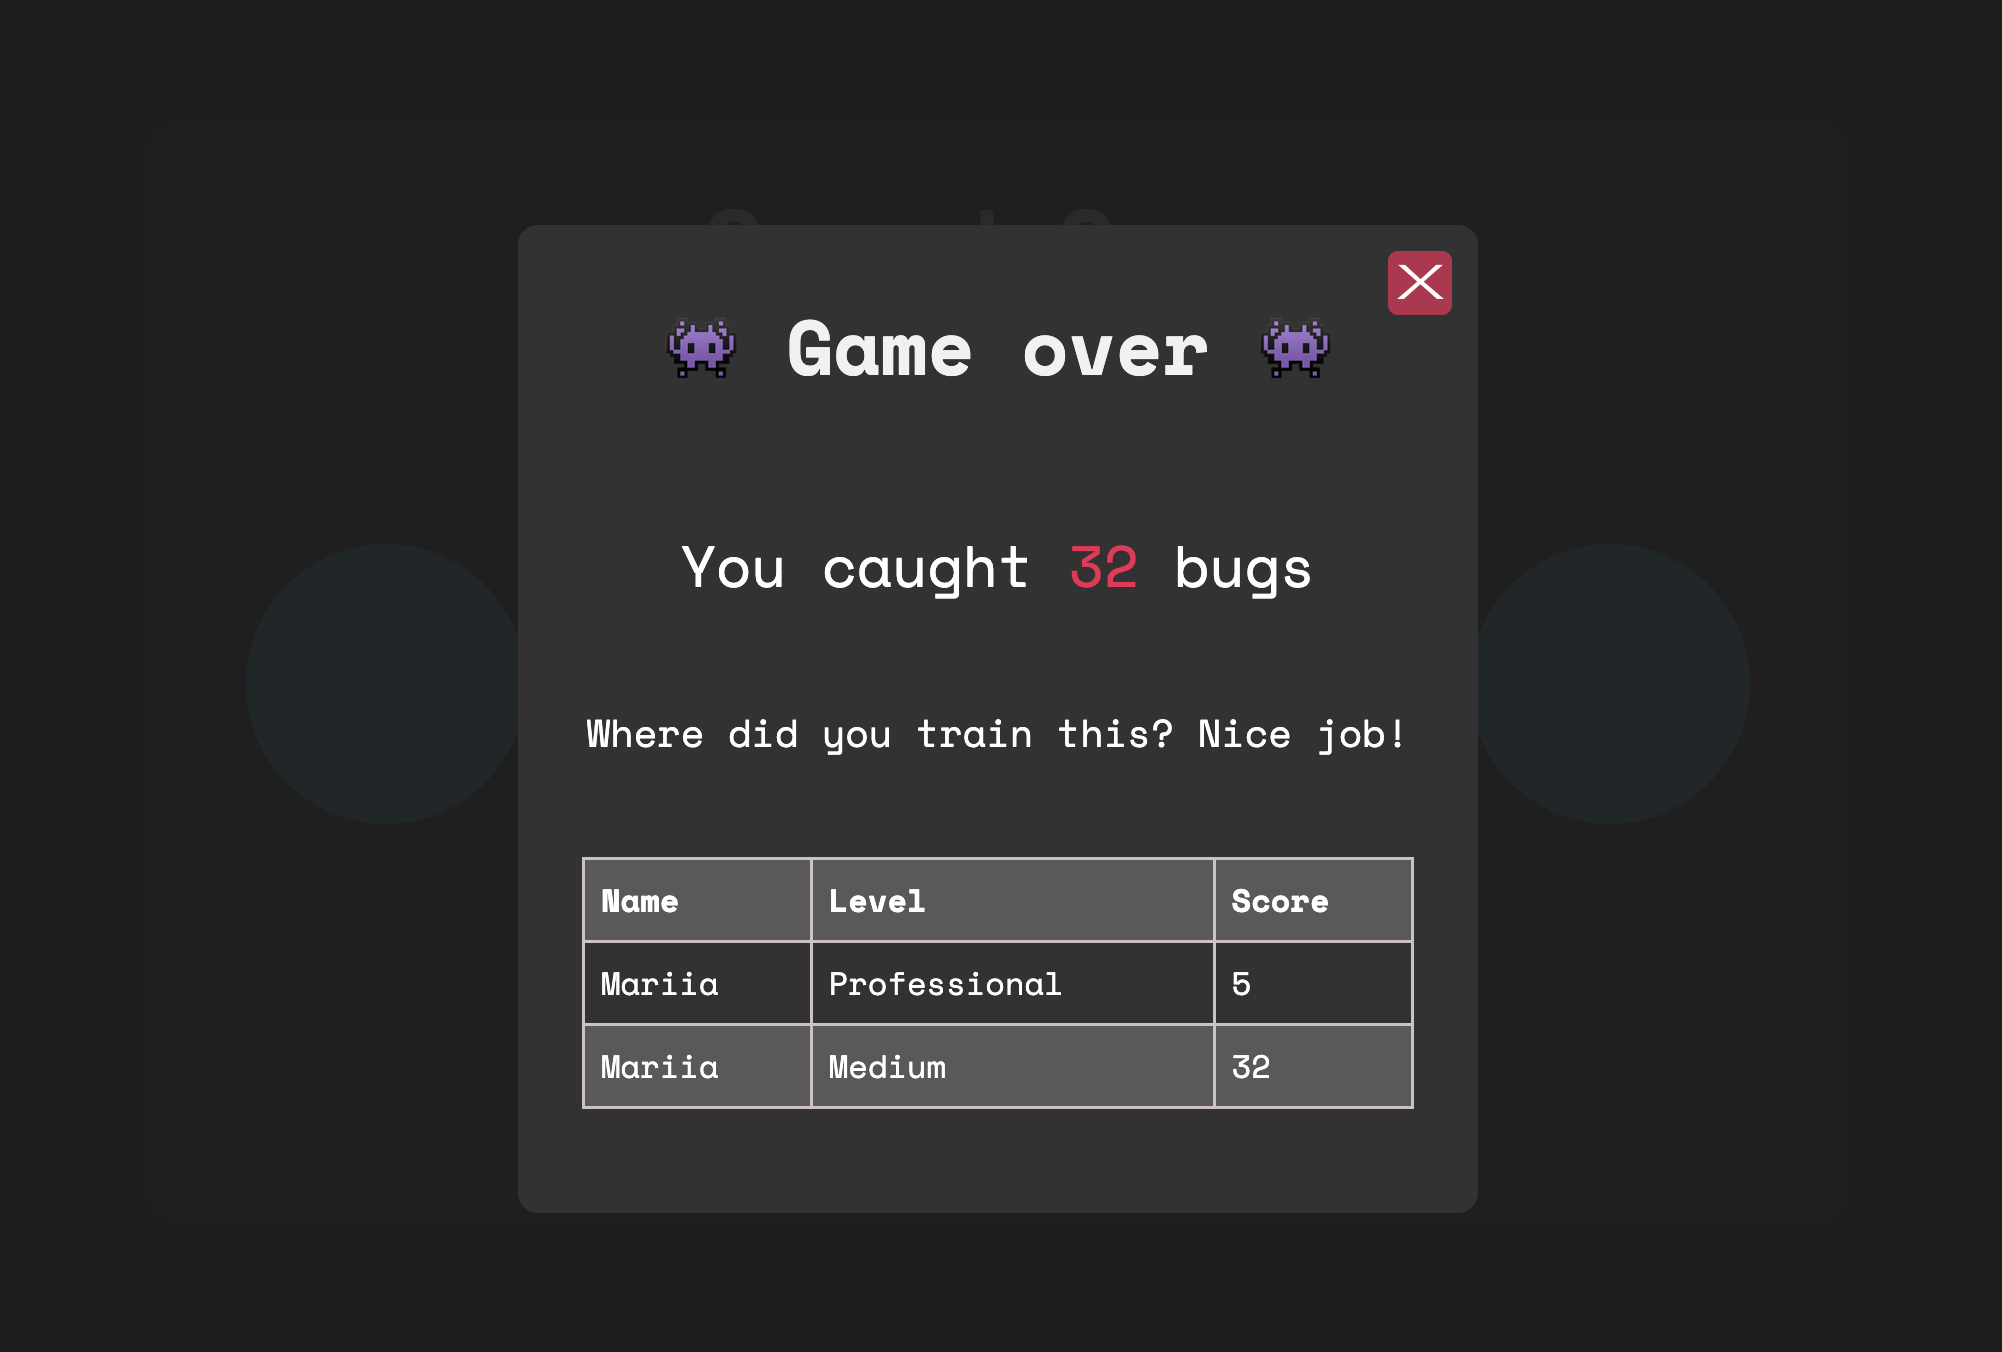 Game over
You caught 32 bugs
Where did you train this? Nice job!
Name Level Score
Mariia Professional 5
Mariia Medium 32